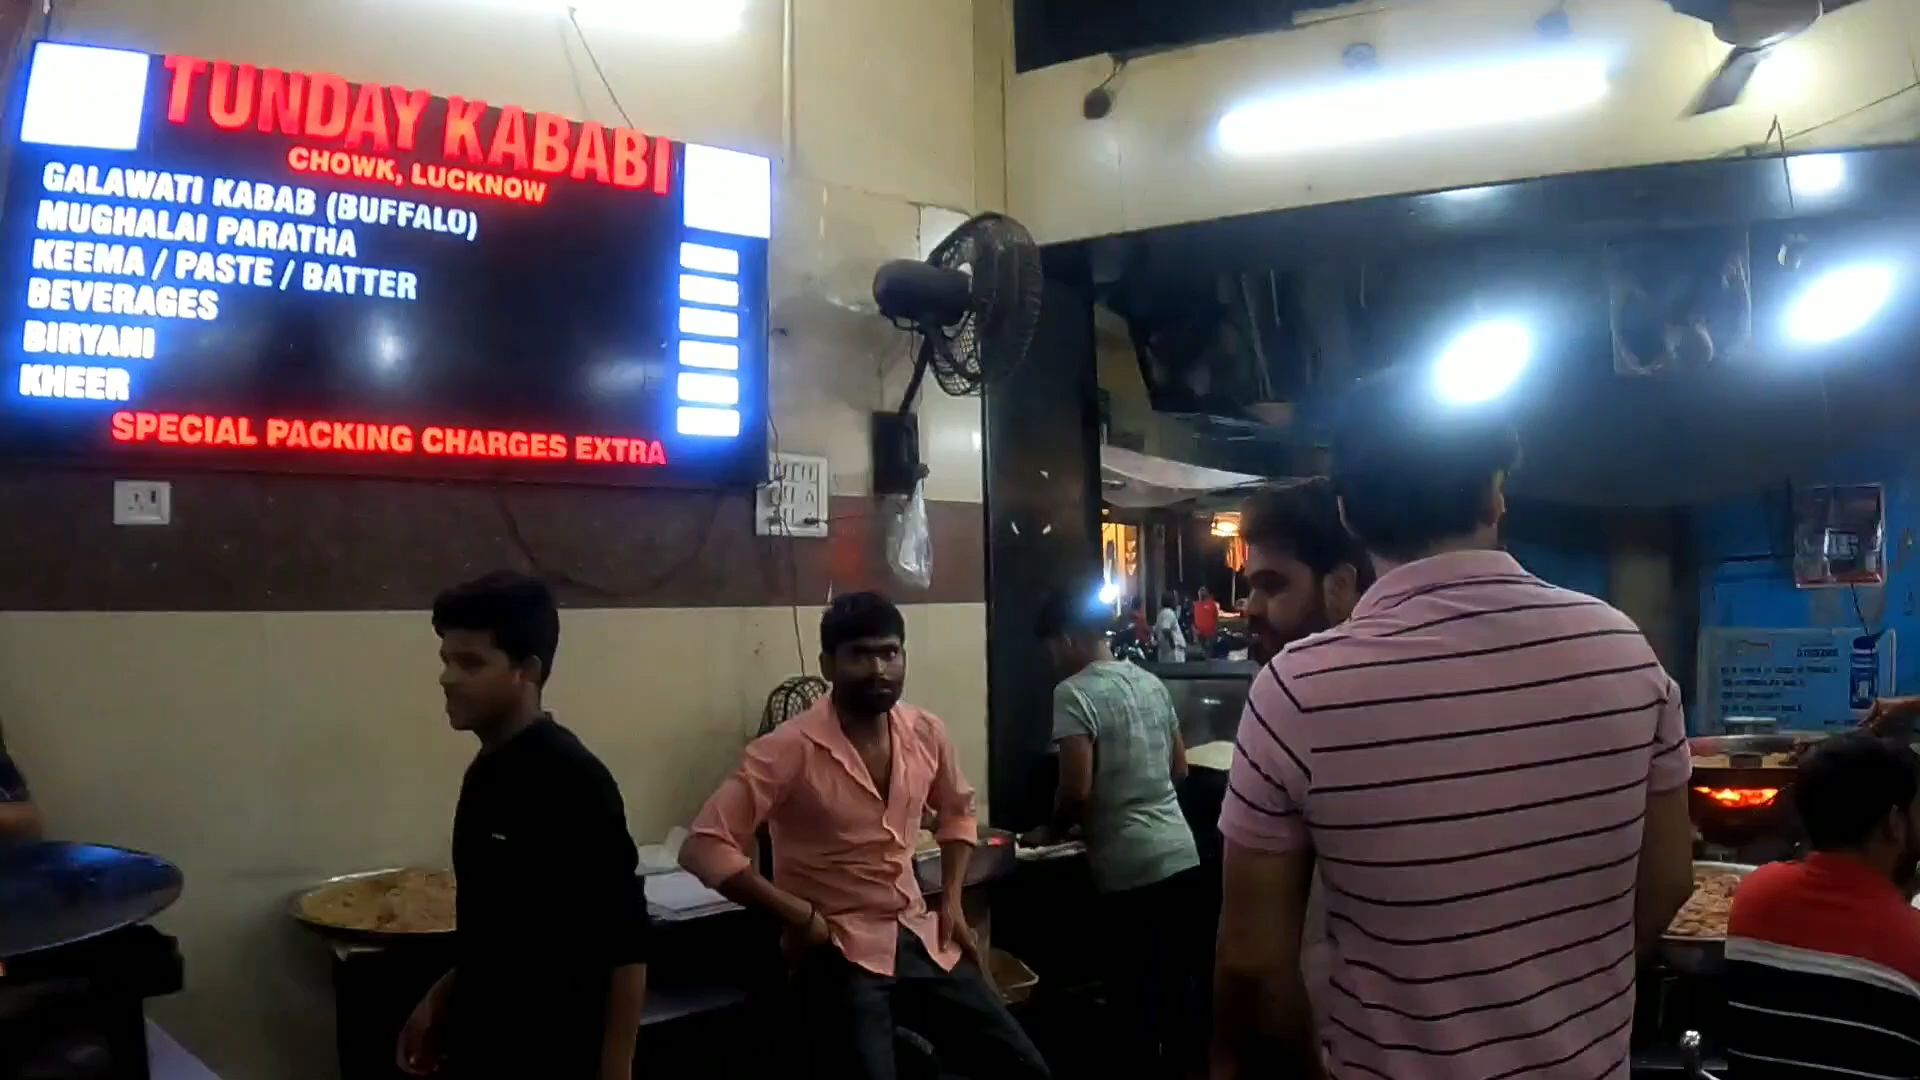 TUNDAY KABABI
CHOWK, LUCKNOW
GALAWATI KABAB (BUFFALO)
MUGHALAI PARATHA
KEEMA / PASTE / BATTER
BEVERAGES
BIRYANI
KHEER
SPECIAL PACKING CHARGES EXTRA